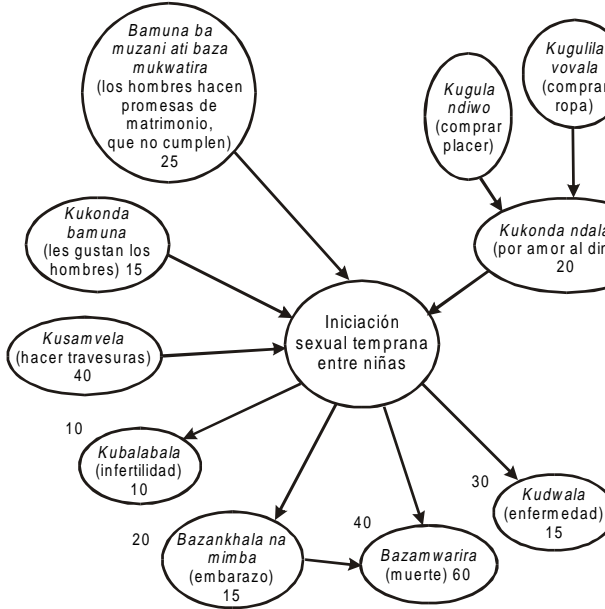 Bamuna ba
muzani ati baza
mukwatira
(los hombres hacen
promesas de
matrimonio,
que no cumplen)
25
Kugula
ndiwo
(comprar
placer)
Kugulila
vovala
(comprar
ropa)
Kukonda
bamuna
(les gustan los
hombres) 15
Kukonda ndala
(por amor al din
20
Kusamvela
(hacer travesuras)
40
Iniciación
sexual temprana
entre niñas
10
Kubalabala
(infertilidad)
10
20
Bazankhala na
mimba
(embarazo)
15
40
Bazamwarira
(muerte) 60
30
Kudwala
(enfermedad)
15